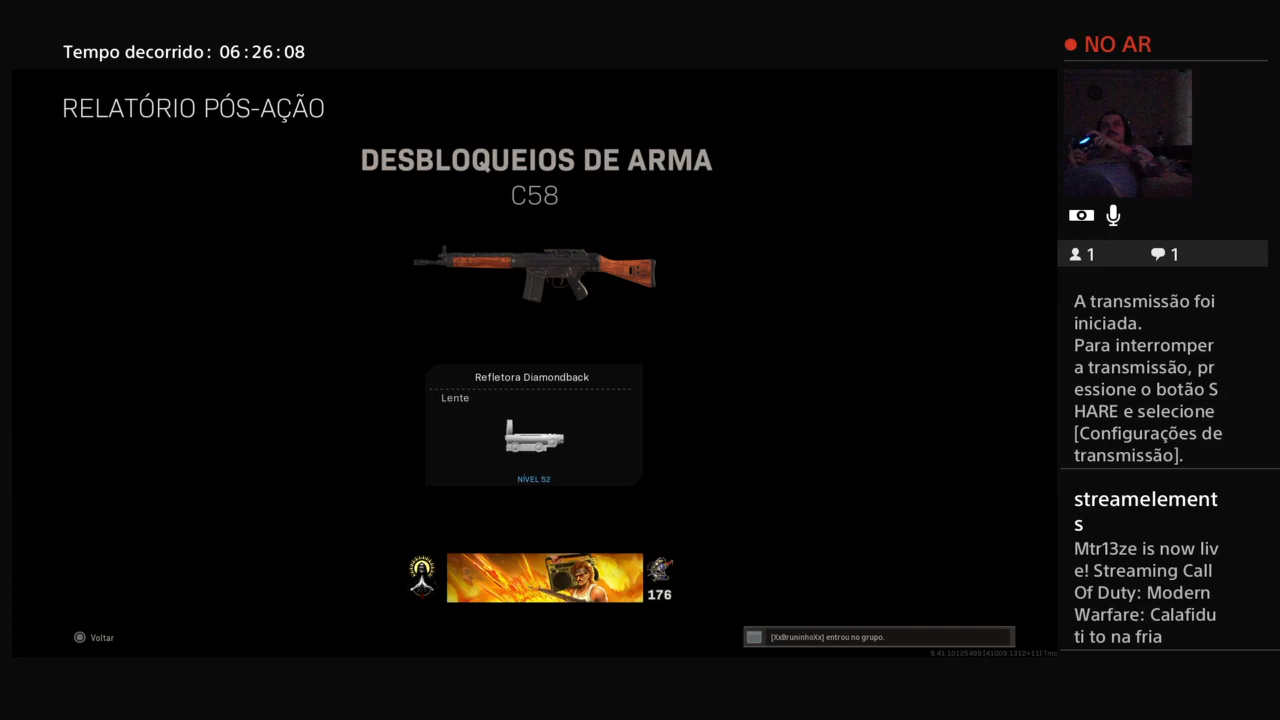 Tempo decorrido: 06:26:08
NO AR
RELATÓRIO PÓS-AÇÃO
DESBLOQUEIOS DE ARMA
C58
1
1
A transmissão foi
iniciada.
Para interromper
a transmissão, pr
essione o botão S
HARE e selecione
[Configurações de
transmissão].
Refletora Diamondback
Lente
NÍVEL 52
streamelement
s
Mtr13ze is now liv
e! Streaming Call
Of Duty: Modern
Warfare: Calafidu
ti to na fria
176
Voltar
[XxBruninhoXx] entrou no grupo.